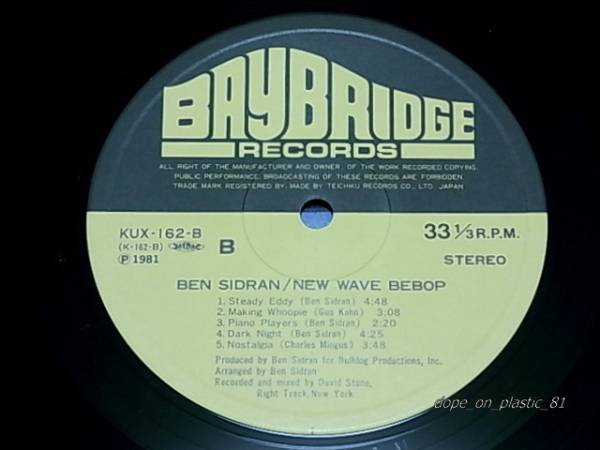 BAYBRIDGE
RECORDS
ALL RIGHT OF THE MANUFACTURER AND OWNER OF THE WORK RECORDED COPYING.
PUBLIC PERFORMANCE, BROADCASTING OF THESE RECORDS ARE FORBIDDEN.
TRADE MARK REGISTERED BY, MADE BY TEICHIKU RECORDS CO., LTD. JAPAN
KUX-162-B
(K-162-B)
B
33 1/3 R.P.M.
Ⓟ 1981
STEREO
BEN SIDRAN/NEW WAVE BEBOP
1. Steady Eddy (Ben Sidran) 4:48
2. Making Whoopie (Gus Kahn) 3:08
3. Piano Players (Ben Sidran) 2:20
4. Dark Night (Ben Sidran) 4:25
5. Nostalgia (Charles Mingus) 3:48
Produced by Ben Sidran for Bulldog Productions, Inc.
Arranged by Ben Sidran
Recorded and mixed by David Stone,
Right Track, New York
dope_on_plastic_81